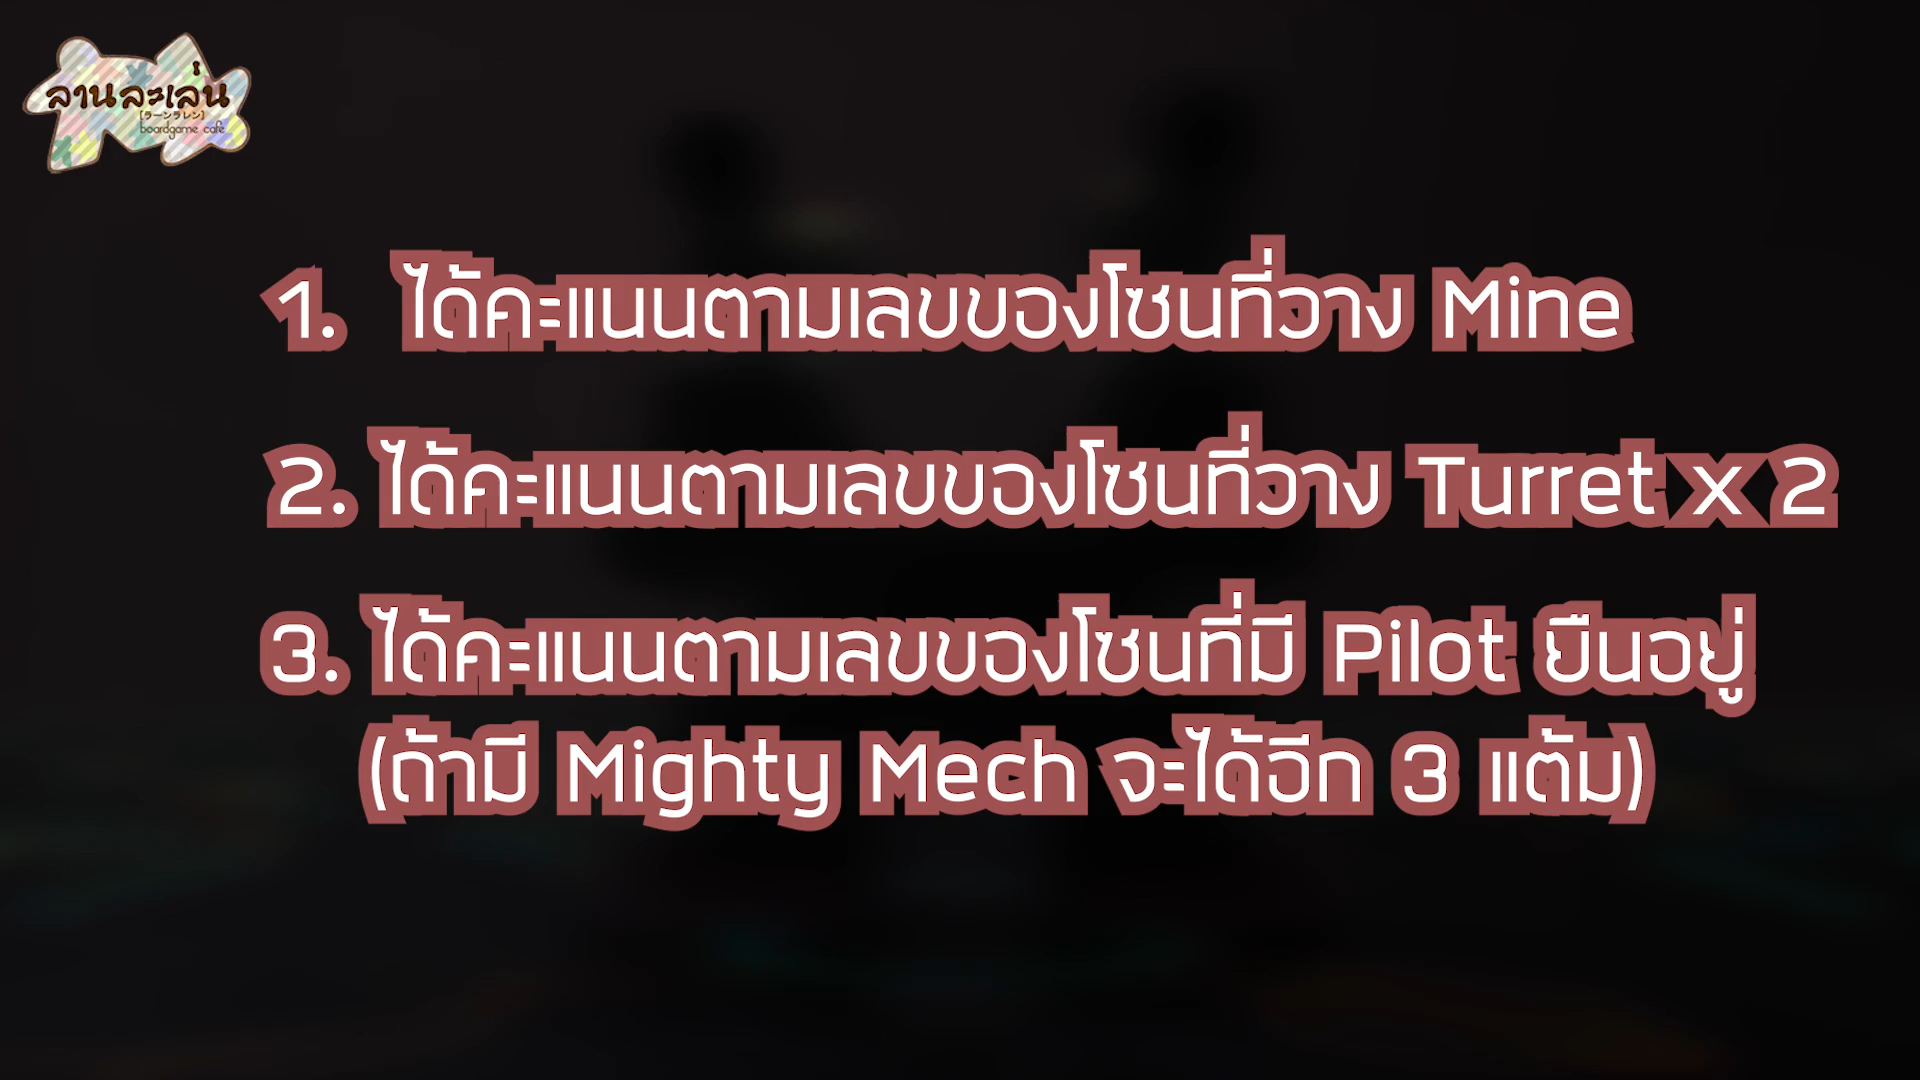 ลานละเล่น
[ラーンラレン]
boardgame cafe
1. ได้คะแนนตามเลขของโซนที่วาง Mine
2. ได้คะแนนตามเลขของโซนที่วาง Turret x 2
3. ได้คะแนนตามเลขของโซนที่มี Pilot ยืนอยู่
(ถ้ามี Mighty Mech จะได้อีก 3 แต้ม)